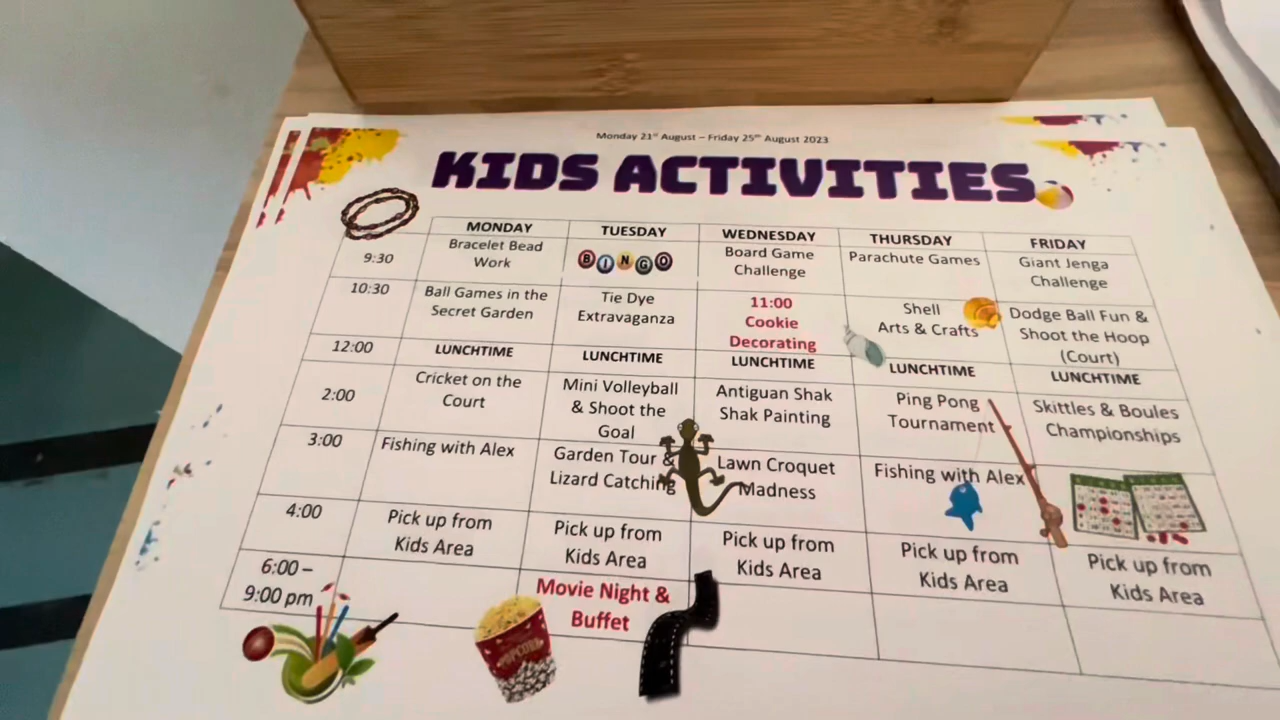 Monday 21st August – Friday 25th August 2023
KIDS ACTIVITIES
MONDAY TUESDAY WEDNESDAY THURSDAY FRIDAY
9:30
Bracelet Bead
Work
BINGO
Board Game
Challenge
Parachute Games
Giant Jenga
Challenge
10:30
Ball Games in the
Secret Garden
Tie Dye
Extravaganza
11:00
Cookie
Decorating
Shell
Arts & Crafts
Dodge Ball Fun &
Shoot the Hoop
(Court)
12:00
LUNCHTIME
LUNCHTIME
LUNCHTIME
LUNCHTIME
LUNCHTIME
2:00
Cricket on the
Court
Mini Volleyball
& Shoot the
Goal
Antiguan Shak
Shak Painting
Ping Pong
Tournament
Skittles & Boules
Championships
3:00
Fishing with Alex
Garden Tour &
Lizard Catching
Lawn Croquet
Madness
Fishing with Alex
4:00
Pick up from
Kids Area
Pick up from
Kids Area
Pick up from
Kids Area
Pick up from
Kids Area
Pick up from
Kids Area
6:00 –
9:00 pm
Movie Night &
Buffet
POPCORN